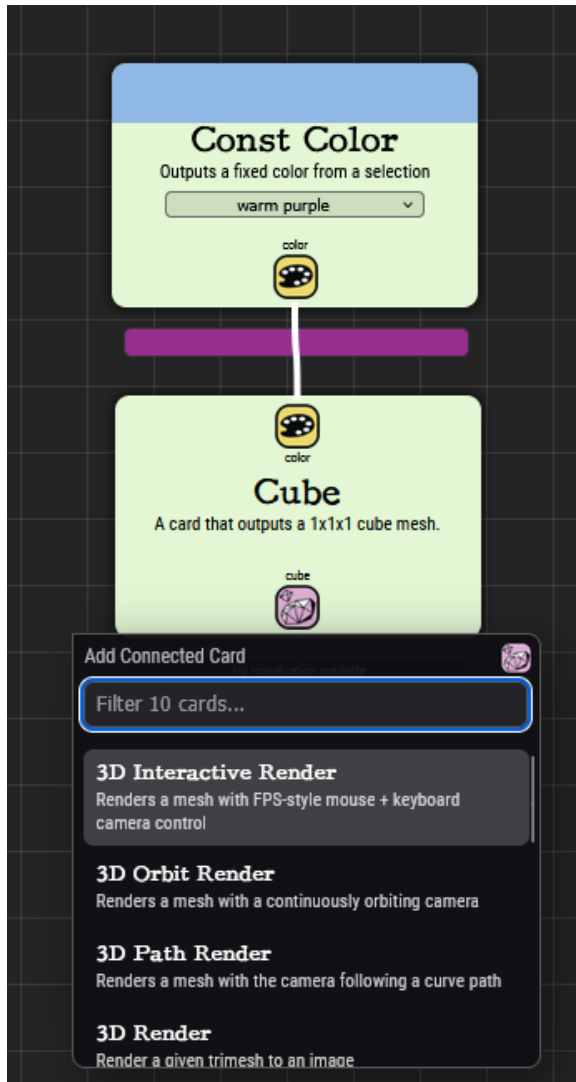 Const Color
Outputs a fixed color from a selection
warm purple
color
color
Cube
A card that outputs a 1x1x1 cube mesh.
cube
Add Connected Card
No visualization available
Filter 10 cards...
3D Interactive Render
Renders a mesh with FPS-style mouse + keyboard
camera control
3D Orbit Render
Renders a mesh with a continuously orbiting camera
3D Path Render
Renders a mesh with the camera following a curve path
3D Render
Render a given trimesh to an image